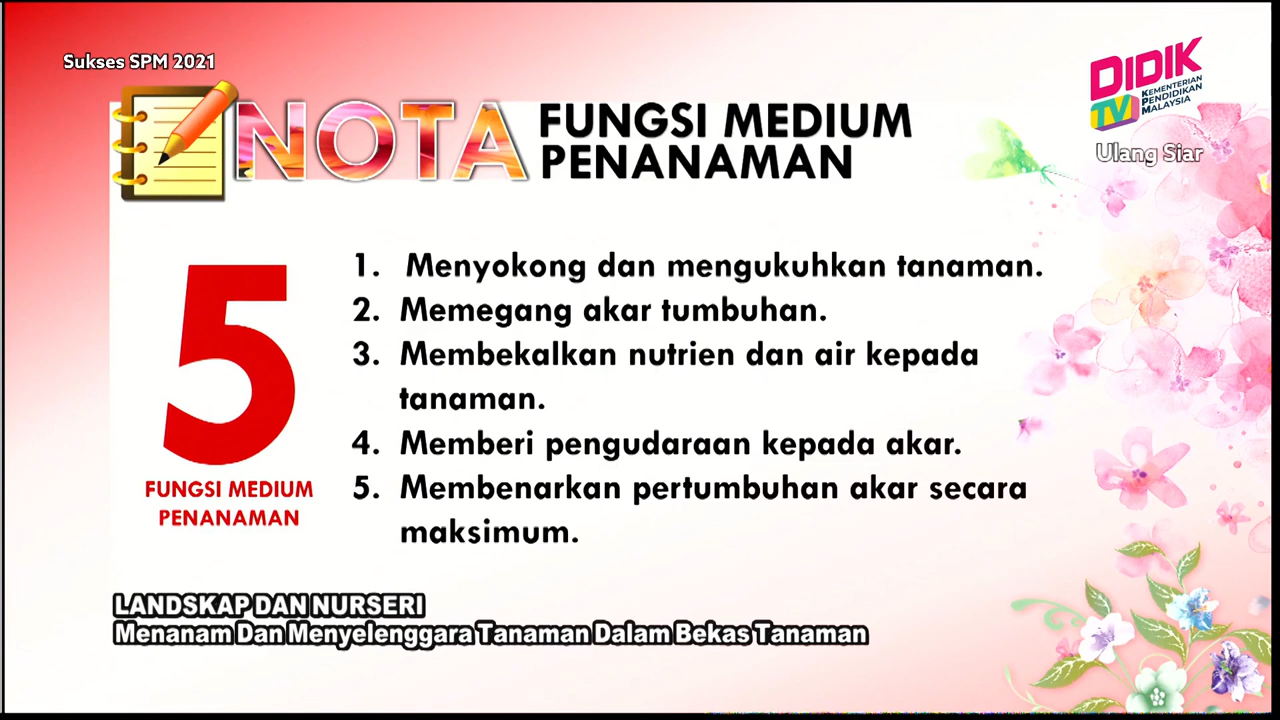 Sukses SPM 2021
DIDIK
TV
KEMENTERIAN
PENDIDIKAN
MALAYSIA
Ulang Siar
NOTA
FUNGSI MEDIUM
PENANAMAN
5
FUNGSI MEDIUM
PENANAMAN
1. Menyokong dan mengukuhkan tanaman.
2. Memegang akar tumbuhan.
3. Membekalkan nutrien dan air kepada
tanaman.
4. Memberi pengudaraan kepada akar.
5. Membenarkan pertumbuhan akar secara
maksimum.
LANDSKAP DAN NURSERI
Menanam Dan Menyelenggara Tanaman Dalam Bekas Tanaman